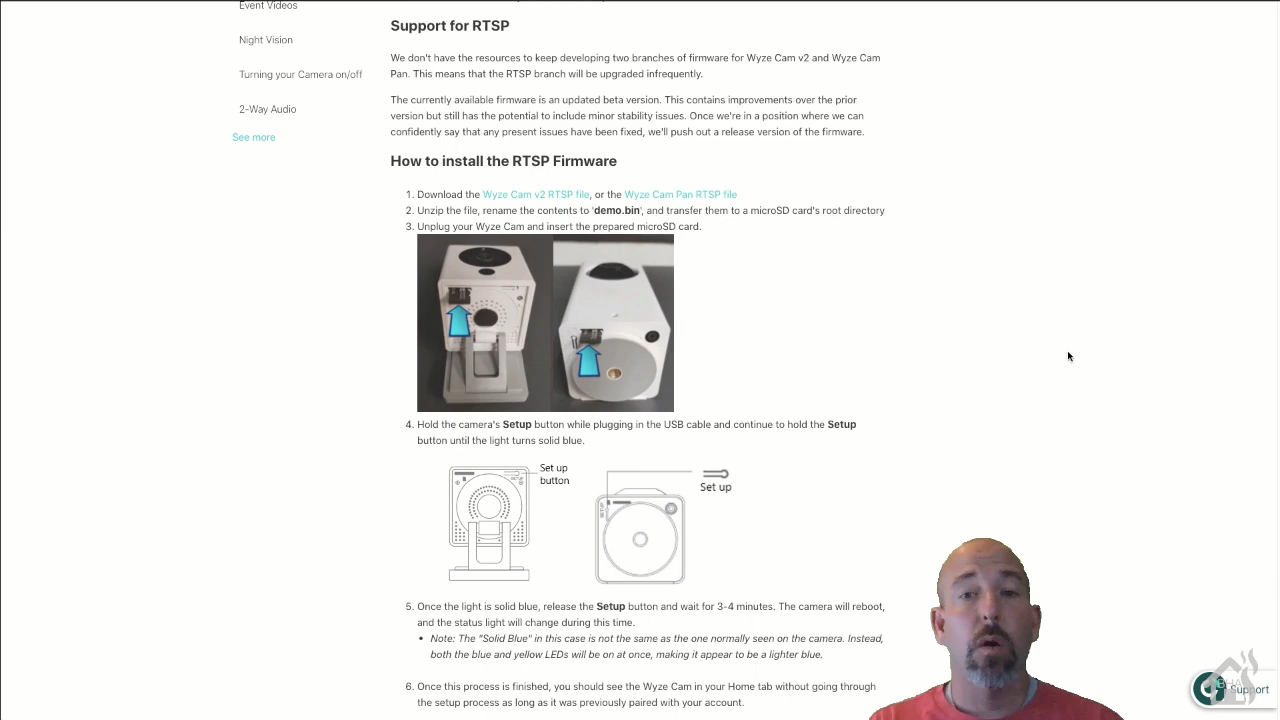 Event Videos
Night Vision
Turning your Camera on/off
2-Way Audio
See more
Support for RTSP
We don't have the resources to keep developing two branches of firmware for Wyze Cam v2 and Wyze Cam
Pan. This means that the RTSP branch will be upgraded infrequently.
The currently available firmware is an updated beta version. This contains improvements over the prior
version but still has the potential to include minor stability issues. Once we're in a position where we can
confidently say that any present issues have been fixed, we'll push out a release version of the firmware.
How to install the RTSP Firmware
1. Download the Wyze Cam v2 RTSP file, or the Wyze Cam Pan RTSP file
2. Unzip the file, rename the contents to 'demo.bin', and transfer them to a microSD card's root directory
3. Unplug your Wyze Cam and insert the prepared microSD card.
4. Hold the camera's Setup button while plugging in the USB cable and continue to hold the Setup
button until the light turns solid blue.
Set up
button
SETUP
Set up
SETUP
5. Once the light is solid blue, release the Setup button and wait for 3-4 minutes. The camera will reboot,
and the status light will change during this time.
• Note: The "Solid Blue" in this case is not the same as the one normally seen on the camera. Instead,
both the blue and yellow LEDs will be on at once, making it appear to be a lighter blue.
6. Once this process is finished, you should see the Wyze Cam in your Home tab without going through
the setup process as long as it was previously paired with your account.
Support